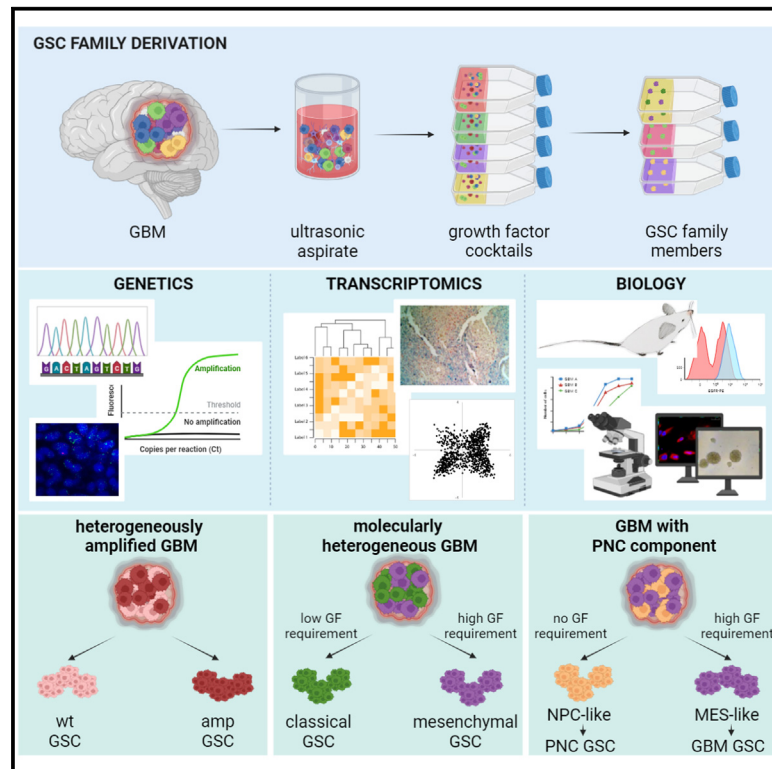 GSC FAMILY DERIVATION
GBM
ultrasonic
aspirate
growth factor
cocktails
GSC family
members
GENETICS
TRANSCRIPTOMICS
BIOLOGY
G A C T A G T C T G
Amplification
Threshold
No amplification
Copies per reaction (Ct)
heterogeneously
amplified GBM
wt
GSC
amp
GSC
molecularly
heterogeneous GBM
low GF
requirement
high GF
requirement
classical
GSC
mesenchymal
GSC
GBM with
PNC component
no GF
requirement
high GF
requirement
NPC-like
PNC GSC
MES-like
GBM GSC